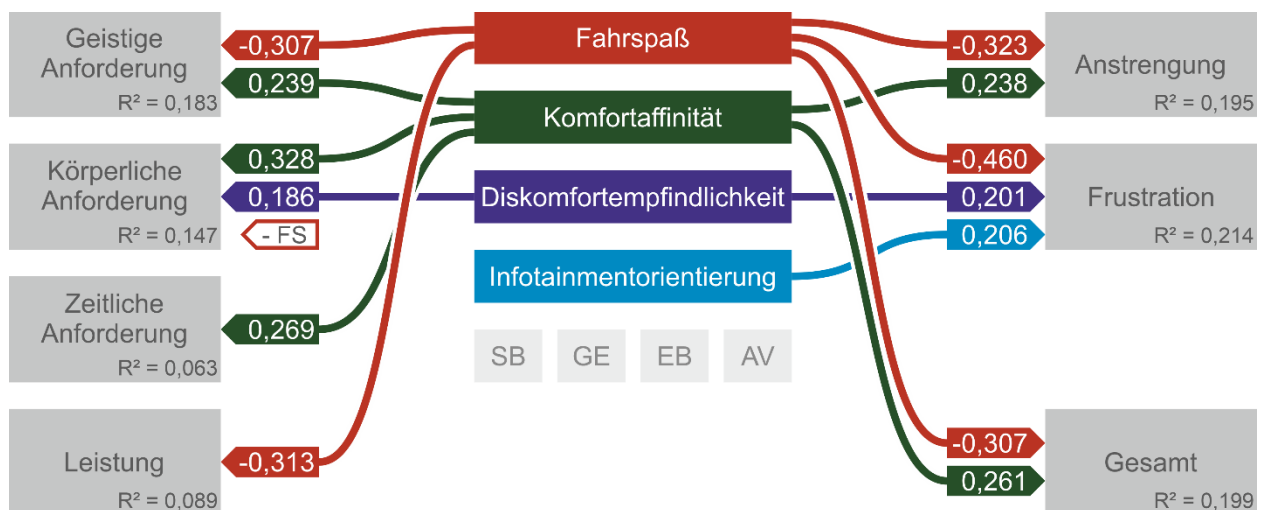 Geistige
Anforderung
R² = 0,183
-0,307
0,239
Körperliche
Anforderung
R² = 0,147
0,328
0,186
- FS
Zeitliche
Anforderung
R² = 0,063
0,269
Leistung
R² = 0,089
-0,313
Fahrspaß
Komfortaffinität
Diskomfortempfindlichkeit
Infotainmentorientierung
SB GE EB AV
-0,323
0,238
Anstrengung
R² = 0,195
-0,460
0,201
0,206
Frustration
R² = 0,214
-0,307
0,261
Gesamt
R² = 0,199